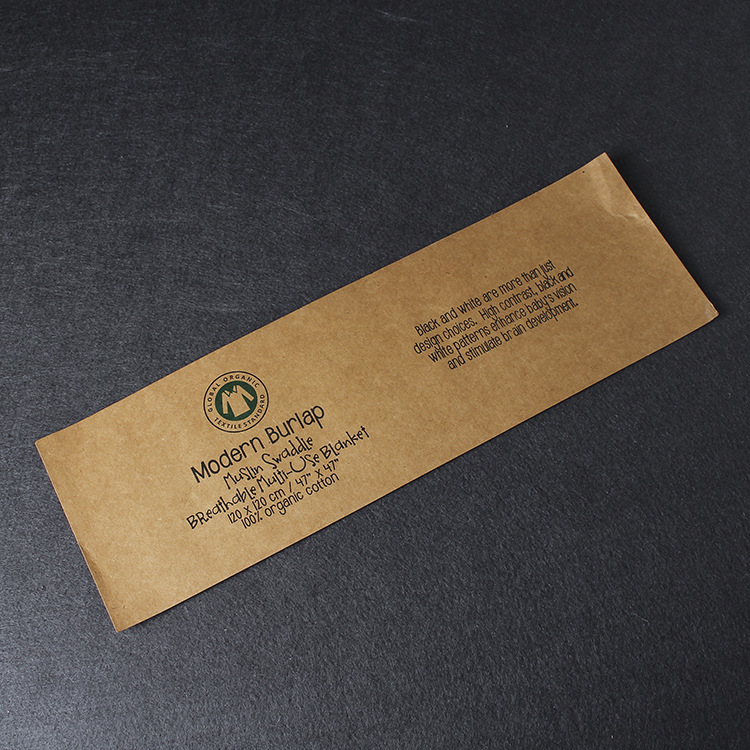 GLOBAL ORGANIC
TEXTILE STANDARD
Modern Burlap
Muslin Swaddle
BReathable Multi-Use Blanket
120 x 120 cm / 47" x 47"
100% organic cotton
Black and white are more than just
design choices. High contrast, black and
white patterns enhance baby's vision
and stimulate brain development.